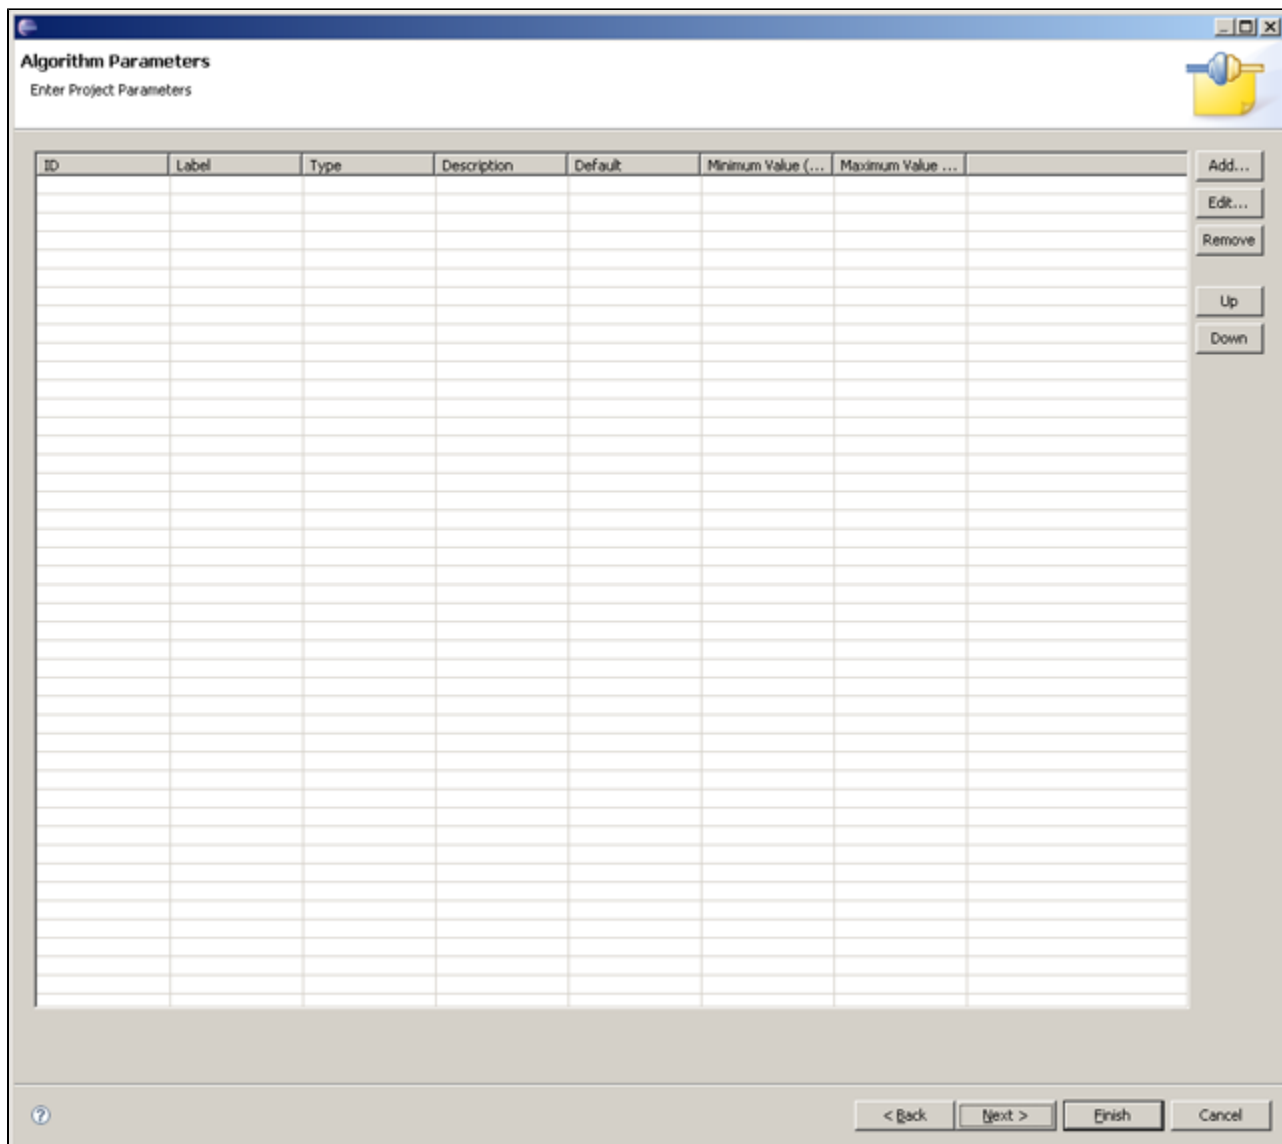 Algorithm Parameters
Enter Project Parameters
ID Label Type Description Default Minimum Value (... Maximum Value ...
Add...
Edit...
Remove
Up
Down
< Back Next > Finish Cancel